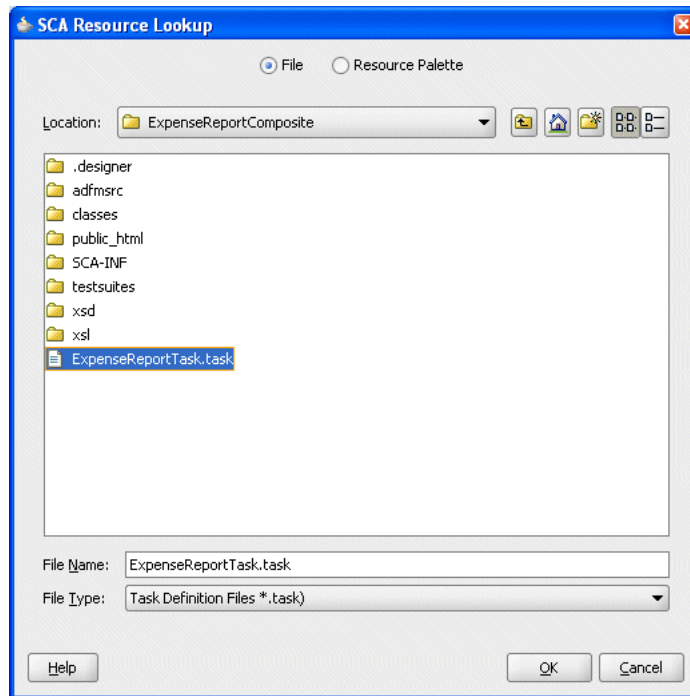 SCA Resource Lookup
File Resource Palette
Location: ExpenseReportComposite
.designer
adfmsrc
classes
public_html
SCA-INF
testsuites
xsd
xsl
ExpenseReportTask.task
File Name: ExpenseReportTask.task
File Type: Task Definition Files *.task)
Help OK Cancel